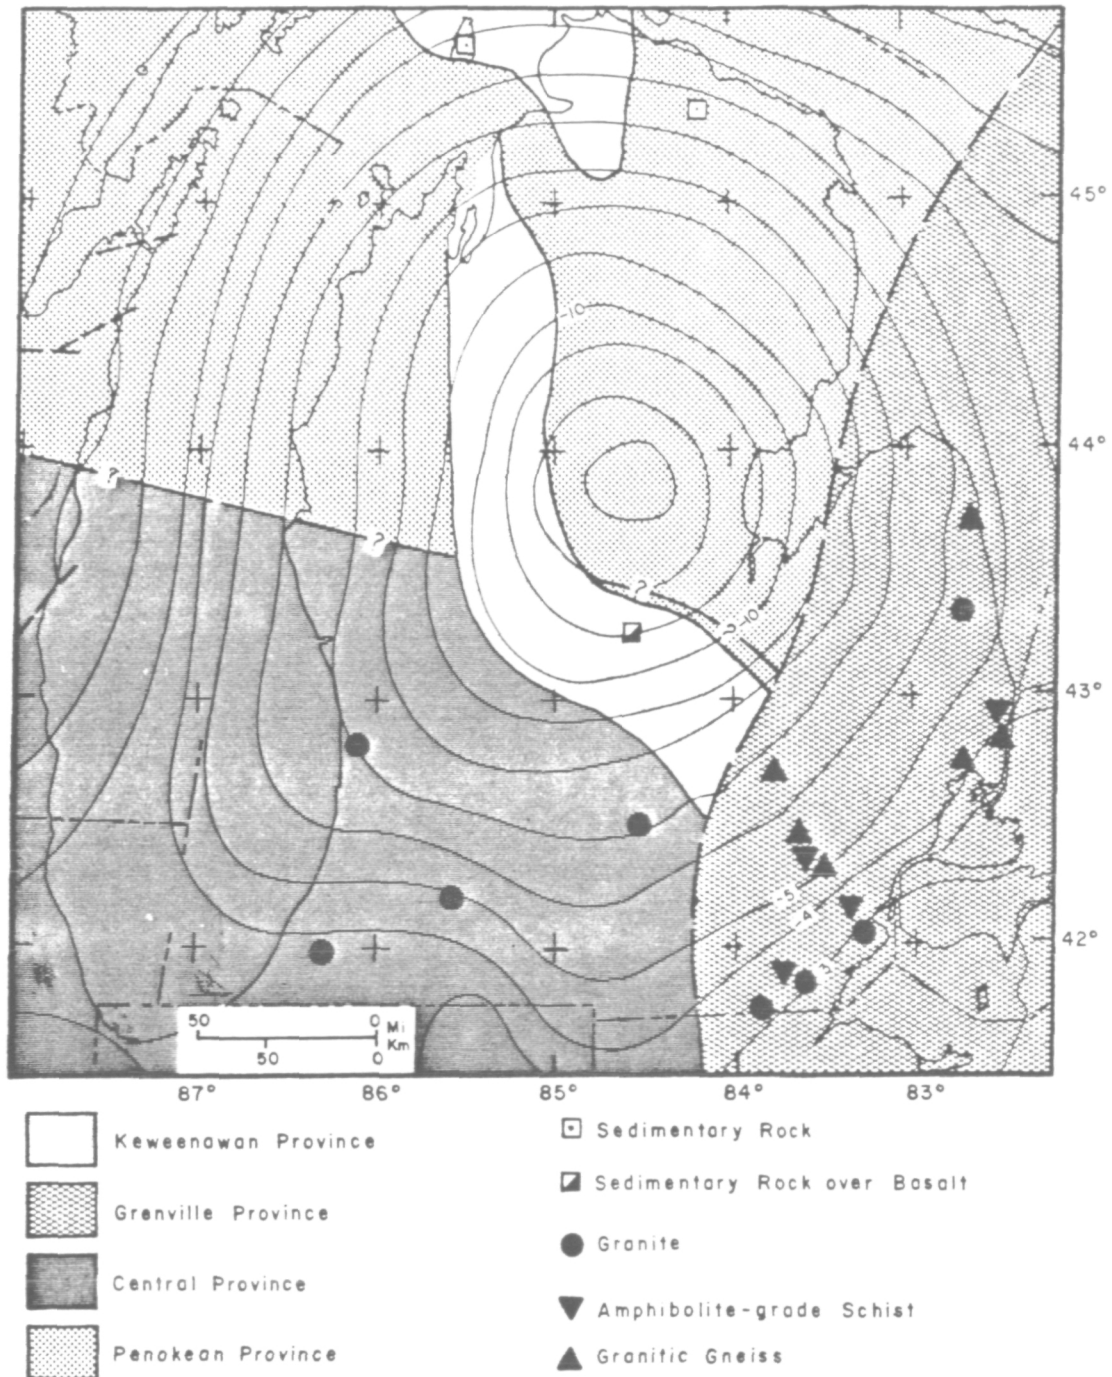 45°
-10
44°
?
?
?
?
-10
43°
-5
-4
-3
42°
50 0 Mi
Km
50 0
87° 86° 85° 84° 83°
Keweenawan Province
Grenville Province
Central Province
Penokean Province
Sedimentary Rock
Sedimentary Rock over Basalt
Granite
Amphibolite-grade Schist
Granitic Gneiss